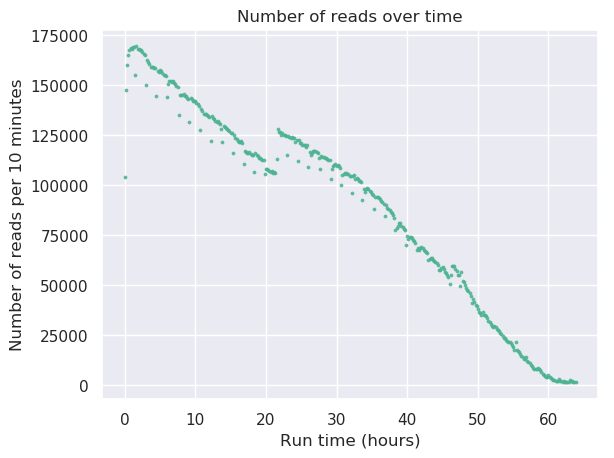 Number of reads over time
Number of reads per 10 minutes
175000
150000
125000
100000
75000
50000
25000
0
0 10 20 30 40 50 60
Run time (hours)